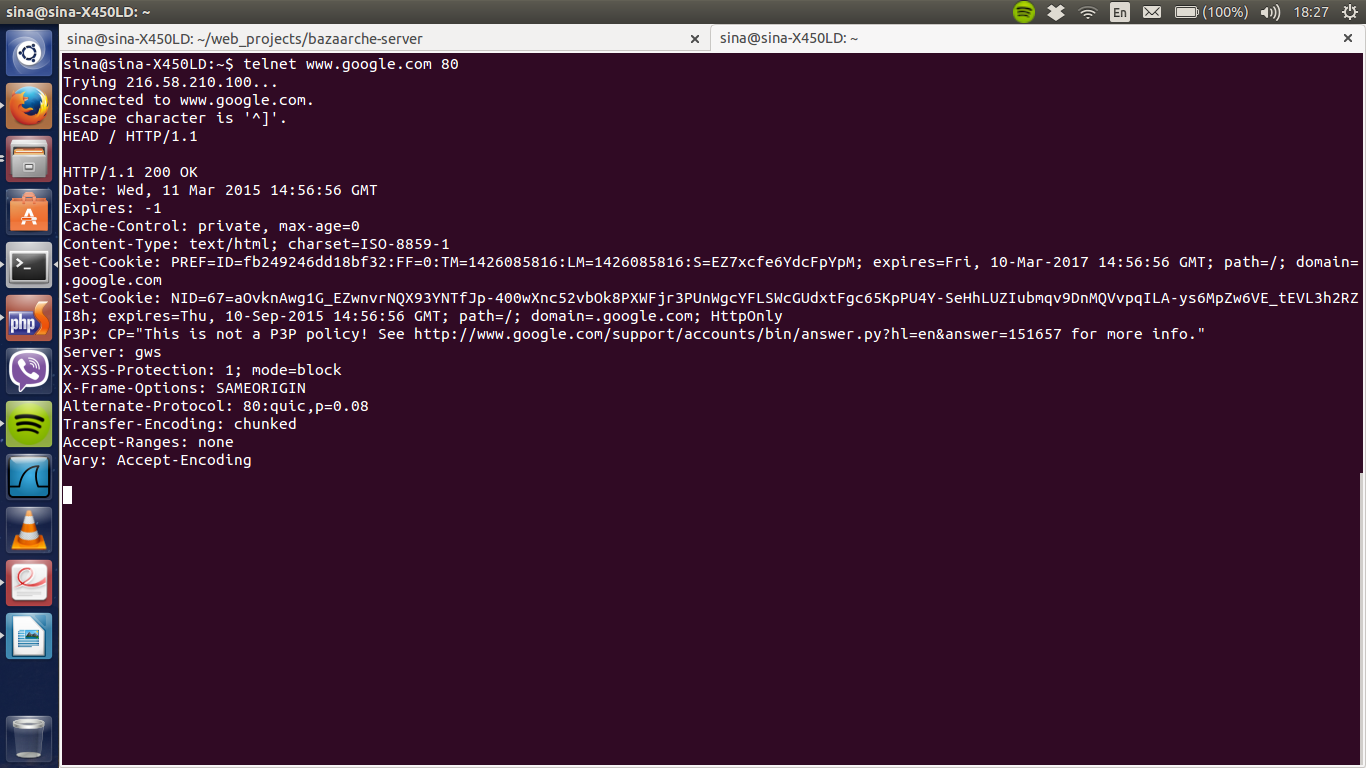 sina@sina-X450LD: ~
En
(100%)
18:27
sina@sina-X450LD: ~/web_projects/bazaarche-server
sina@sina-X450LD: ~
sina@sina-X450LD:~$ telnet www.google.com 80
Trying 216.58.210.100...
Connected to www.google.com.
Escape character is '^]'.
HEAD / HTTP/1.1
HTTP/1.1 200 OK
Date: Wed, 11 Mar 2015 14:56:56 GMT
Expires: -1
Cache-Control: private, max-age=0
Content-Type: text/html; charset=ISO-8859-1
Set-Cookie: PREF=ID=fb249246dd18bf32:FF=0:TM=1426085816:LM=1426085816:S=EZ7xcfe6YdcFpYpM; expires=Fri, 10-Mar-2017 14:56:56 GMT; path=/; domain=
.google.com
Set-Cookie: NID=67=aOvknAwg1G_EZwnvrNQX93YNTfJp-400wXnc52vbOk8PXWFjr3PUnWgcYFLSWcGUdxtFgc65KpPU4Y-SeHhLUZIubmqv9DnMQVvpqILA-ys6MpZw6VE_tEVL3h2RZ
I8h; expires=Thu, 10-Sep-2015 14:56:56 GMT; path=/; domain=.google.com; HttpOnly
P3P: CP="This is not a P3P policy! See http://www.google.com/support/accounts/bin/answer.py?hl=en&answer=151657 for more info."
Server: gws
X-XSS-Protection: 1; mode=block
X-Frame-Options: SAMEORIGIN
Alternate-Protocol: 80:quic,p=0.08
Transfer-Encoding: chunked
Accept-Ranges: none
Vary: Accept-Encoding
php